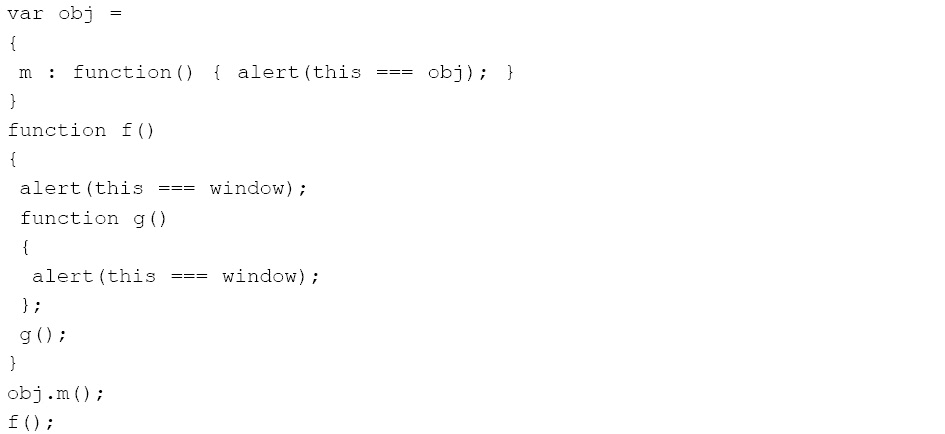 var obj =
{
 m : function() { alert(this === obj); }
}
function f()
{
 alert(this === window);
 function g()
 {
  alert(this === window);
 };
 g();
}
obj.m();
f();